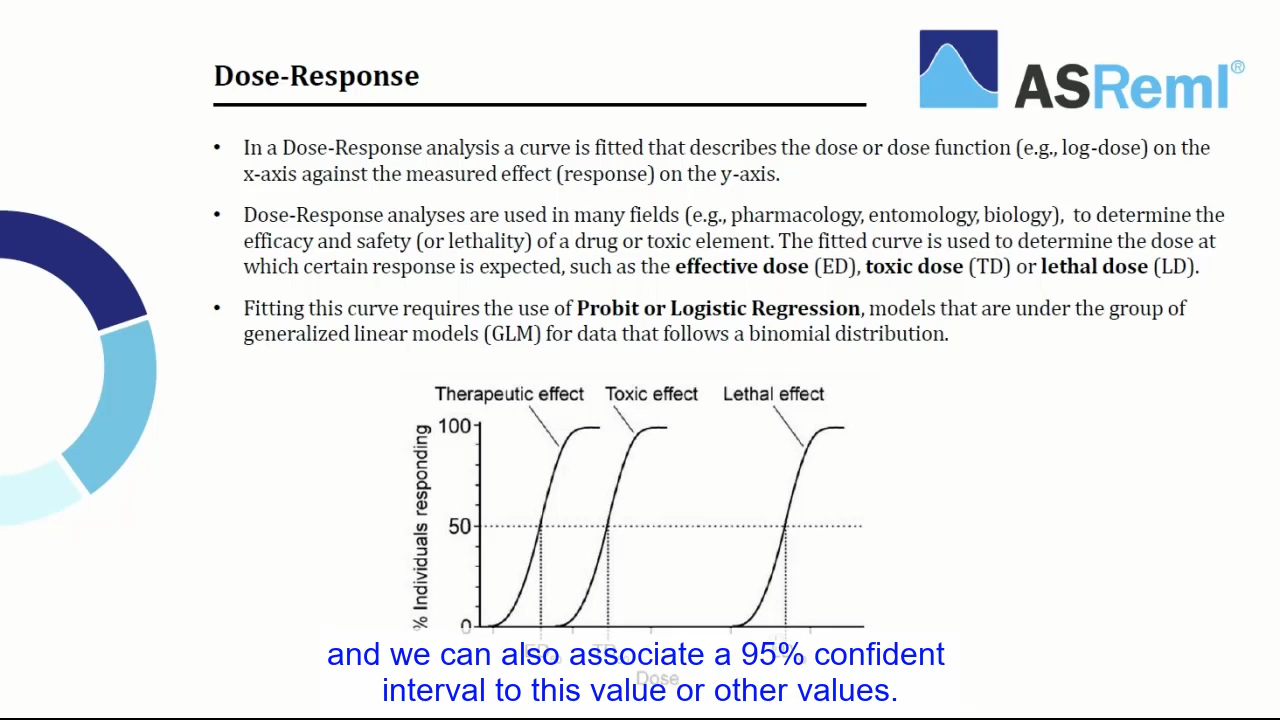 Dose-Response
ASReml®
• In a Dose-Response analysis a curve is fitted that describes the dose or dose function (e.g., log-dose) on the
x-axis against the measured effect (response) on the y-axis.
• Dose-Response analyses are used in many fields (e.g., pharmacology, entomology, biology), to determine the
efficacy and safety (or lethality) of a drug or toxic element. The fitted curve is used to determine the dose at
which certain response is expected, such as the effective dose (ED), toxic dose (TD) or lethal dose (LD).
• Fitting this curve requires the use of Probit or Logistic Regression, models that are under the group of
generalized linear models (GLM) for data that follows a binomial distribution.
Therapeutic effect Toxic effect Lethal effect
% Individuals responding
100
50
0
Dose
and we can also associate a 95% confident
interval to this value or other values.